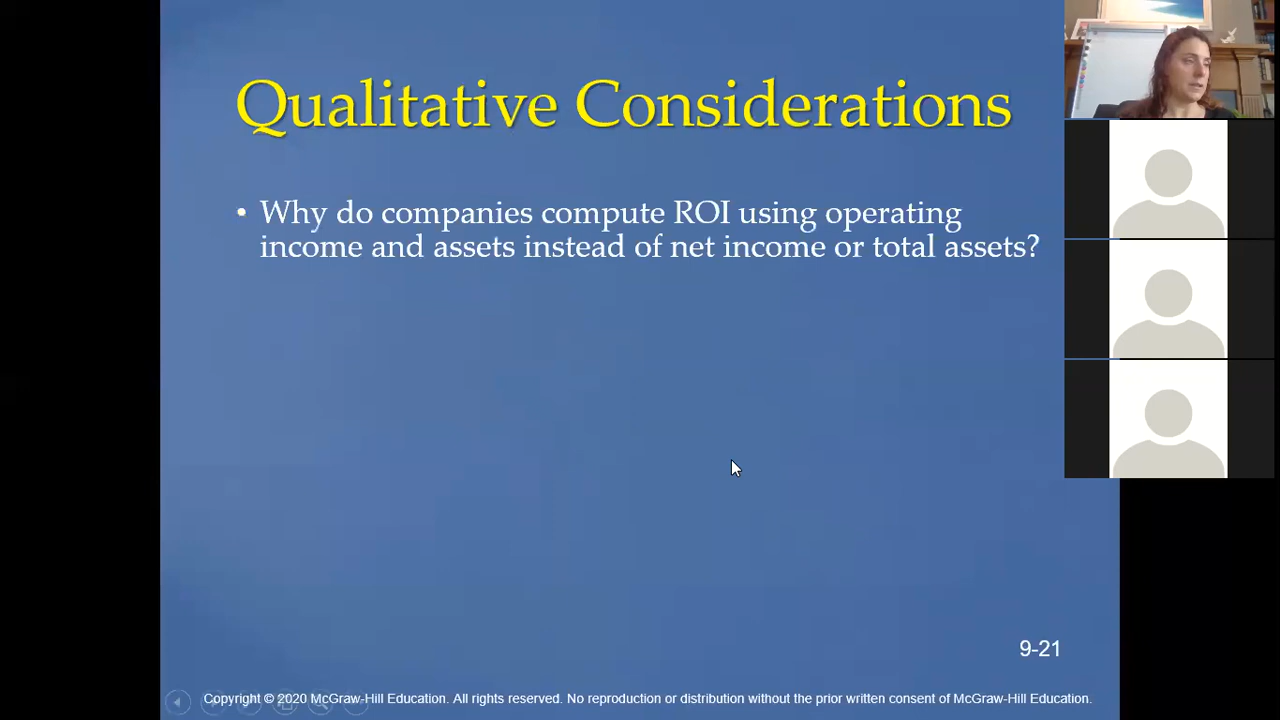 Qualitative Considerations
• Why do companies compute ROI using operating
income and assets instead of net income or total assets?
9-21
Copyright © 2020 McGraw-Hill Education. All rights reserved. No reproduction or distribution without the prior written consent of McGraw-Hill Education.